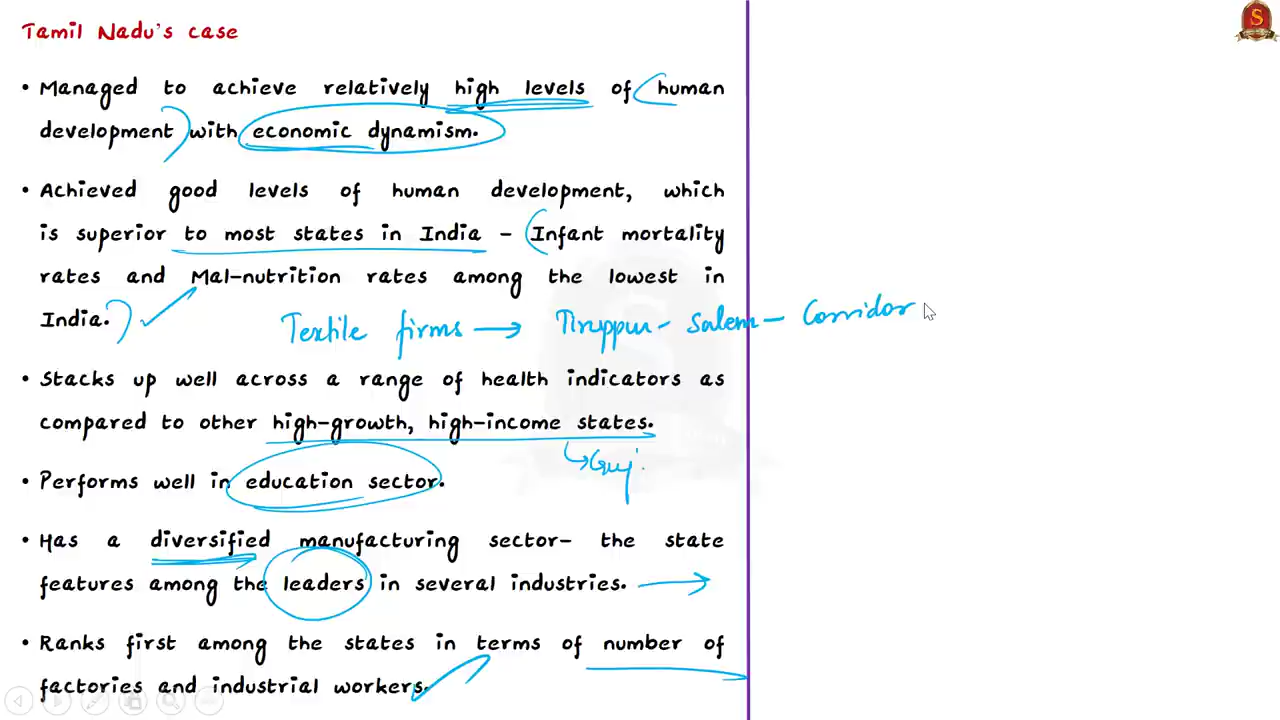 Tamil Nadu's case
• Managed to achieve relatively high levels of human
development with economic dynamism.
• Achieved good levels of human development, which
is superior to most states in India - Infant mortality
rates and Mal-nutrition rates among the lowest in
India.
Textile firms → Tiruppur - Salem - Corridor
• Stacks up well across a range of health indicators as
compared to other high-growth, high-income states.
↳ Guj.
• Performs well in education sector.
• Has a diversified manufacturing sector- the state
features among the leaders in several industries. →
• Ranks first among the states in terms of number of
factories and industrial workers.
S